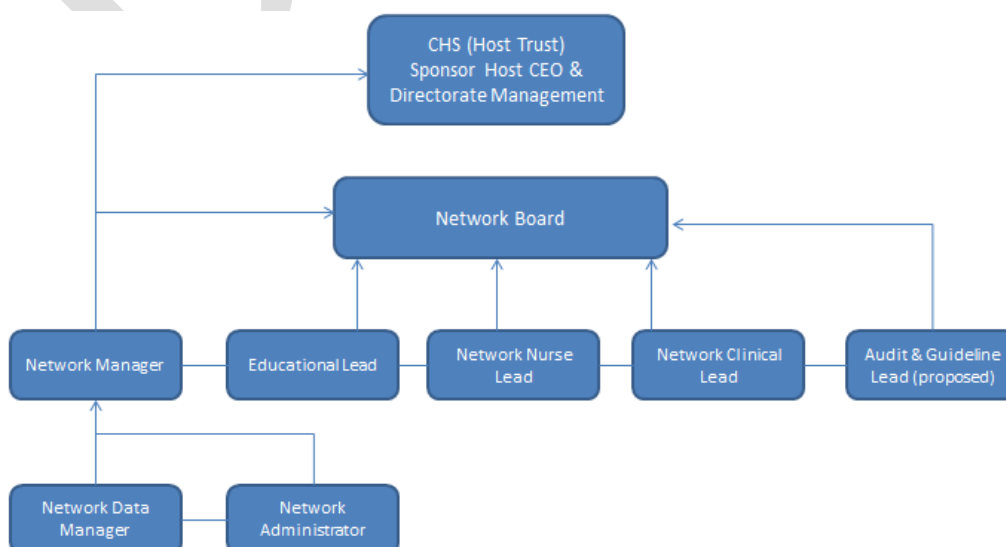 CHS (Host Trust)
Sponsor Host CEO &
Directorate Management
Network Board
Network Manager
Educational Lead
Network Nurse
Lead
Network Clinical
Lead
Audit & Guideline
Lead (proposed)
Network Data
Manager
Network
Administrator